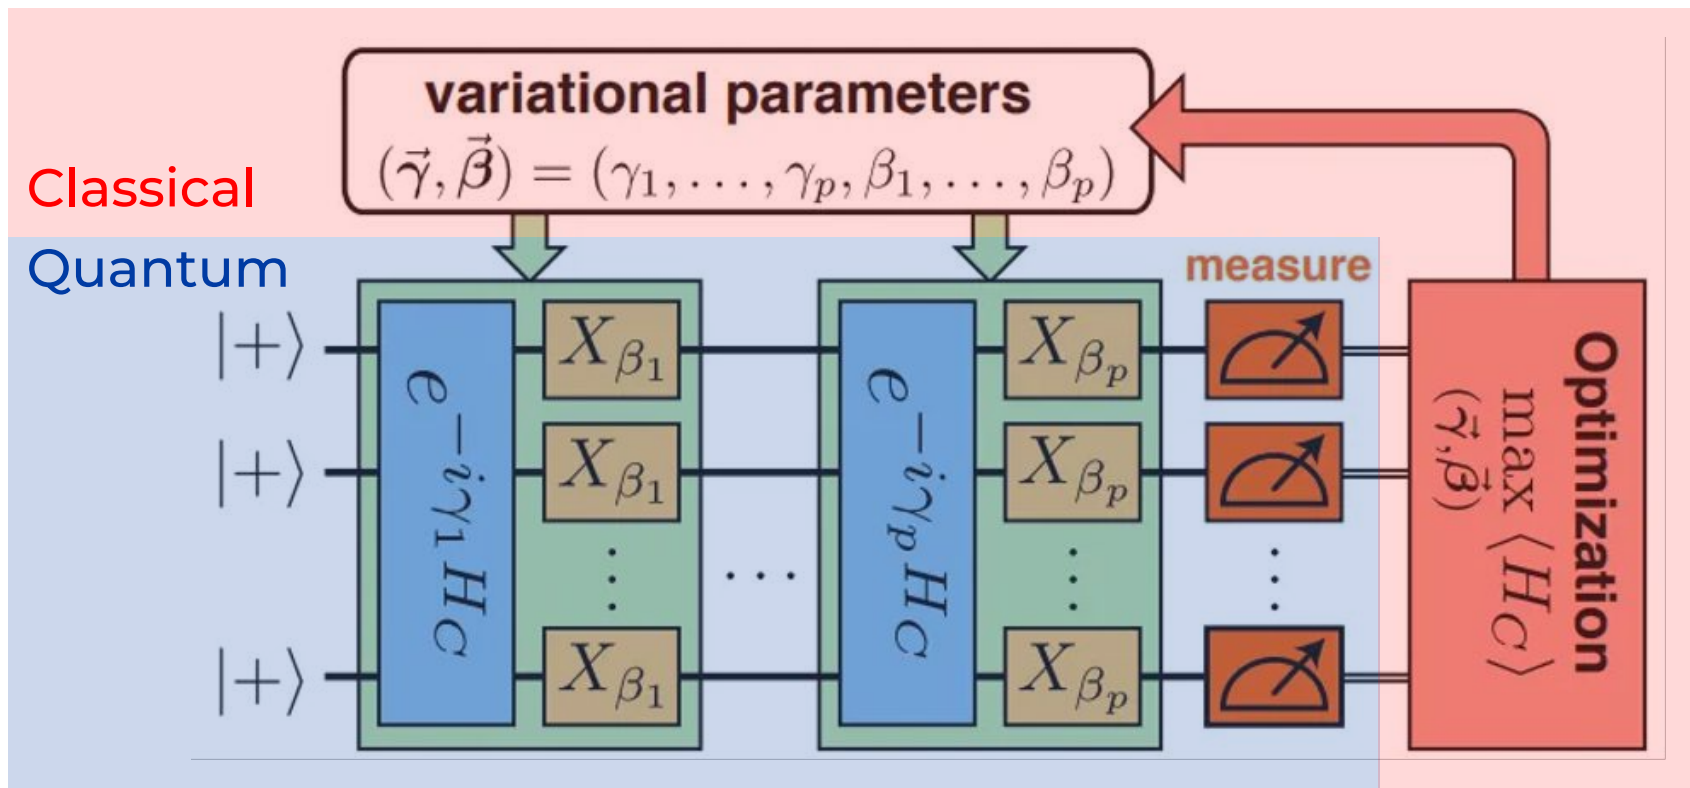 variational parameters
(γ⃗, β⃗) = (γ₁, . . . , γₚ, β₁, . . . , βₚ)
Classical
Quantum
measure
|+⟩
|+⟩
|+⟩
e^{-iγ₁H_C}
X_{β₁}
X_{β₁}
⋮
X_{β₁}
· · ·
e^{-iγₚH_C}
X_{βₚ}
X_{βₚ}
⋮
X_{βₚ}
⋮
Optimization
max ⟨H_C⟩
(γ⃗,β⃗)